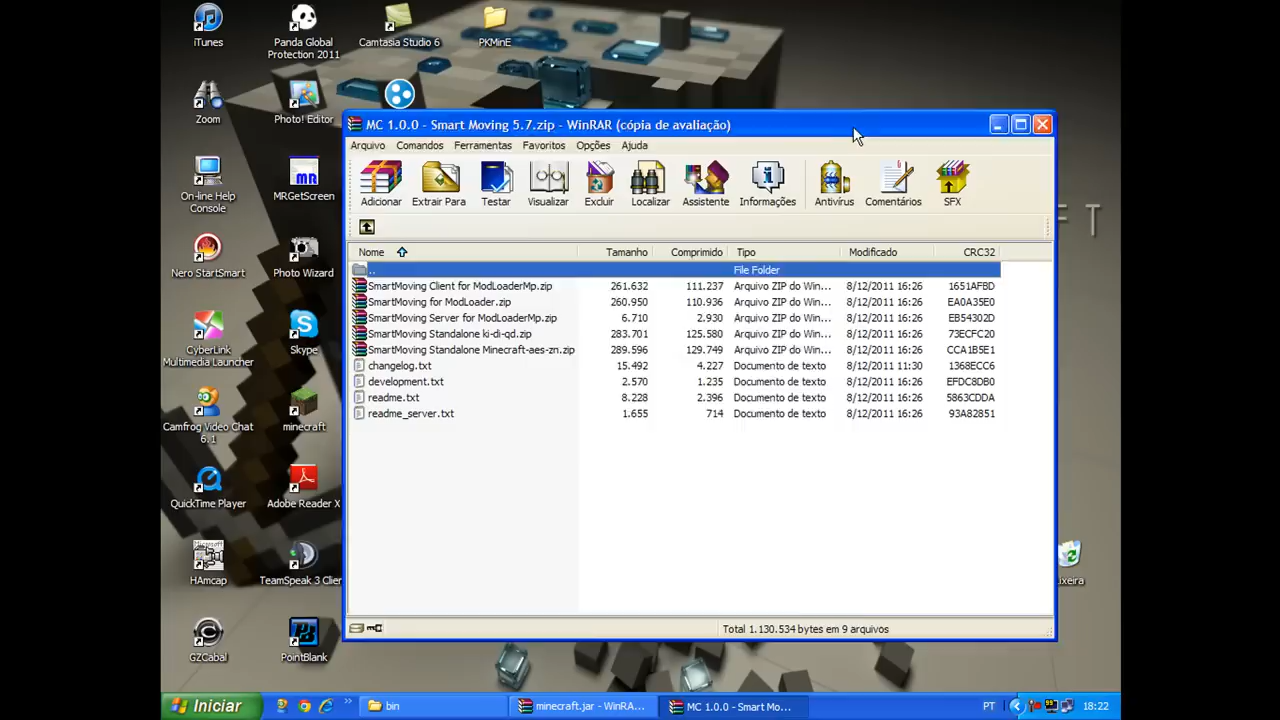 iTunes
Panda Global
Protection 2011
Camtasia Studio 6
PKMinE
Zoom
Photo! Editor
On-line Help
Console
MRGetScreen
Nero StartSmart
Photo Wizard
CyberLink
Multimedia Launcher
Skype
Camfrog Video Chat
6.1
minecraft
QuickTime Player
Adobe Reader X
HAmcap
TeamSpeak 3 Clien
GZCabal
PointBlank
MC 1.0.0 - Smart Moving 5.7.zip - WinRAR (cópia de avaliação)
Arquivo Comandos Ferramentas Favoritos Opções Ajuda
Adicionar Extrair Para Testar Visualizar Excluir Localizar Assistente Informações Antivírus Comentários SFX
Nome Tamanho Comprimido Tipo Modificado CRC32
.. File Folder
SmartMoving Client for ModLoaderMp.zip 261.632 111.237 Arquivo ZIP do Win... 8/12/2011 16:26 1651AFBD
SmartMoving for ModLoader.zip 260.950 110.936 Arquivo ZIP do Win... 8/12/2011 16:26 EA0A35E0
SmartMoving Server for ModLoaderMp.zip 6.710 2.930 Arquivo ZIP do Win... 8/12/2011 16:26 EB54302D
SmartMoving Standalone ki-di-qd.zip 283.701 125.580 Arquivo ZIP do Win... 8/12/2011 16:26 73ECFC20
SmartMoving Standalone Minecraft-aes-zn.zip 289.596 129.749 Arquivo ZIP do Win... 8/12/2011 16:26 CCA1B5E1
changelog.txt 15.492 4.227 Documento de texto 8/12/2011 11:30 1368ECC6
development.txt 2.570 1.235 Documento de texto 8/12/2011 16:26 EFDC8DB0
readme.txt 8.228 2.396 Documento de texto 8/12/2011 16:26 5863CDDA
readme_server.txt 1.655 714 Documento de texto 8/12/2011 16:26 93A82851
Total 1.130.534 bytes em 9 arquivos
FT
ixeira
Iniciar bin minecraft.jar - WinRA... MC 1.0.0 - Smart Mo... PT 18:22